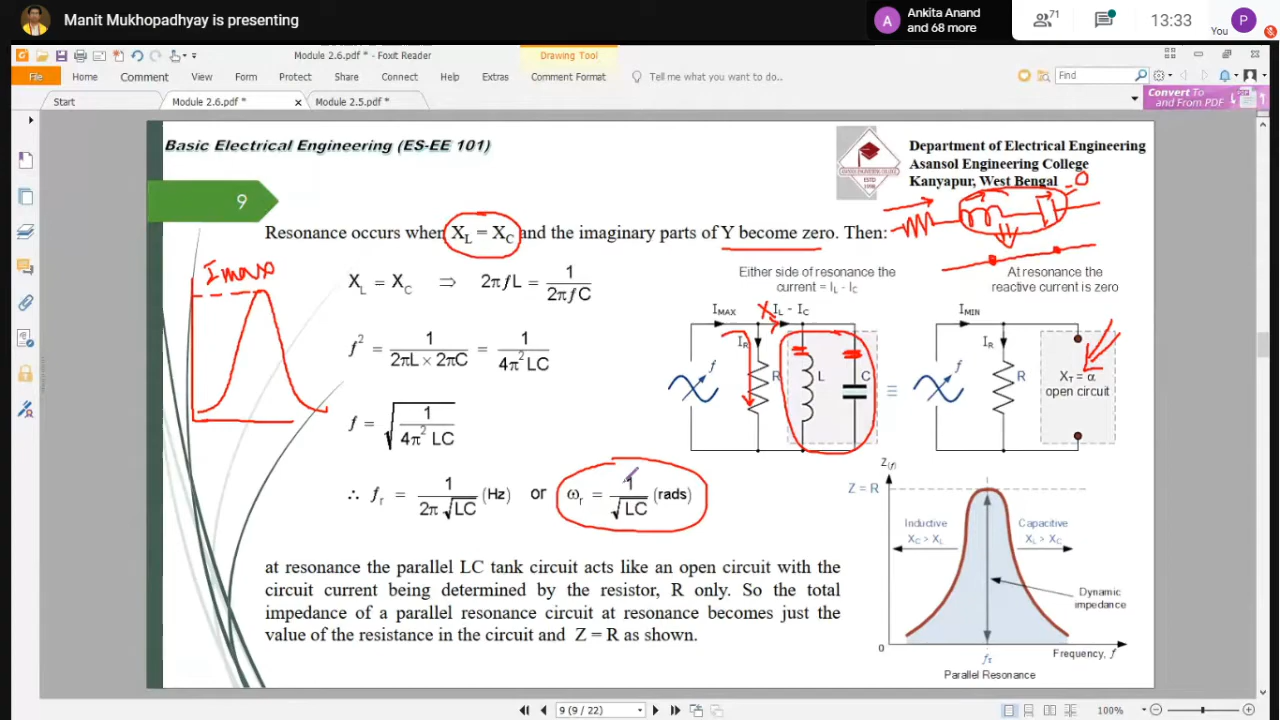 Manit Mukhopadhyay is presenting
A
Ankita Anand
and 68 more
71
13:33
You
P
Module 2.6.pdf * - Foxit Reader
Drawing Tool
File
Home
Comment
View
Form
Protect
Share
Connect
Help
Extras
Comment Format
Tell me what you want to do..
Find
Start
Module 2.6.pdf *
Module 2.5.pdf *
Convert To
and From PDF
Basic Electrical Engineering (ES-EE 101)
Department of Electrical Engineering
Asansol Engineering College
Kanyapur, West Bengal
9
Resonance occurs when X_L = X_C and the imaginary parts of Y become zero. Then:
Imax
X_L = X_C ⇒ 2πfL = 1/2πfC
f² = 1/2πL × 2πC = 1/4π²LC
f = √(1/4π²LC)
∴ f_r = 1/2π√LC (Hz) or ω_r = 1/√LC (rads)
at resonance the parallel LC tank circuit acts like an open circuit with the
circuit current being determined by the resistor, R only. So the total
impedance of a parallel resonance circuit at resonance becomes just the
value of the resistance in the circuit and Z = R as shown.
Either side of resonance the
current = I_L - I_C
I_MAX
I_L - I_C
I_R
f
R
L
C
≡
At resonance the
reactive current is zero
I_MIN
I_R
f
R
X_T = α
open circuit
Z(f)
Z = R
Inductive
X_C > X_L
Capacitive
X_L > X_C
Dynamic
impedance
0
f_r
Frequency, f
Parallel Resonance
9 (9 / 22)
100%